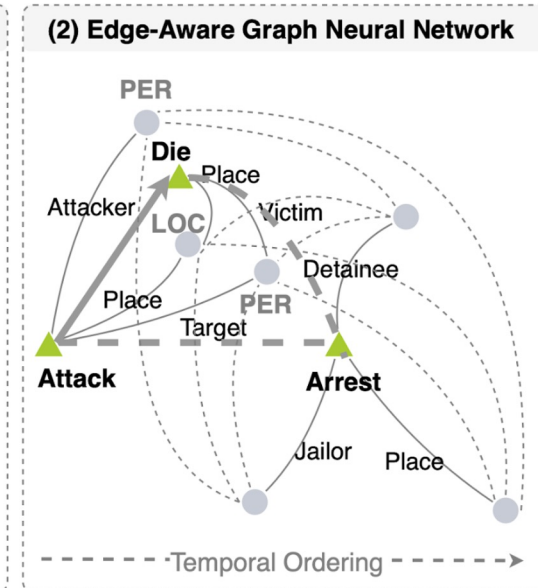 (2) Edge-Aware Graph Neural Network
PER
Die
Place
Attacker
Victim
LOC
Detainee
Place
PER
Target
Attack
Arrest
Jailor
Place
Temporal Ordering